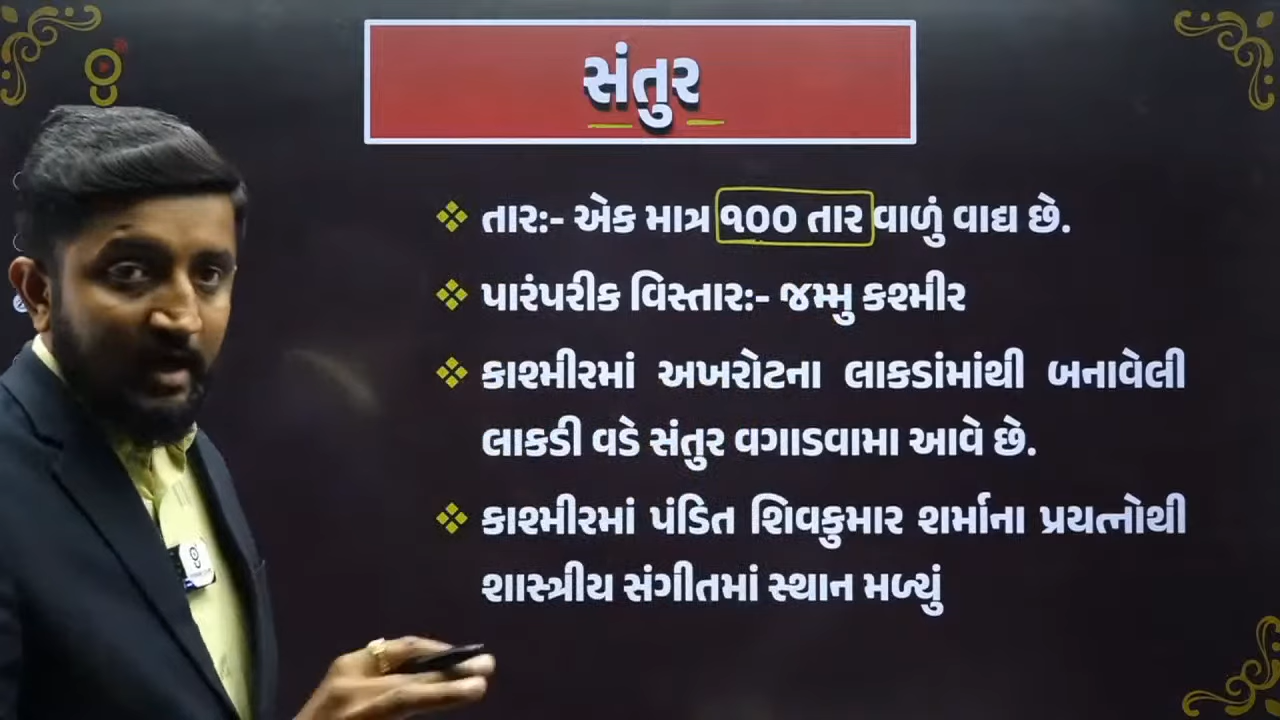 સંતુર
તાર:- એક માત્ર ૧૦૦ તાર વાળું વાદ્ય છે.
પારંપરીક વિસ્તાર:- જમ્મુ કશ્મીર
કાશ્મીરમાં અખરોટના લાકડાંમાંથી બનાવેલી
લાકડી વડે સંતુર વગાડવામા આવે છે.
કાશ્મીરમાં પંડિત શિવકુમાર શર્માના પ્રયત્નોથી
શાસ્ત્રીય સંગીતમાં સ્થાન મળ્યું